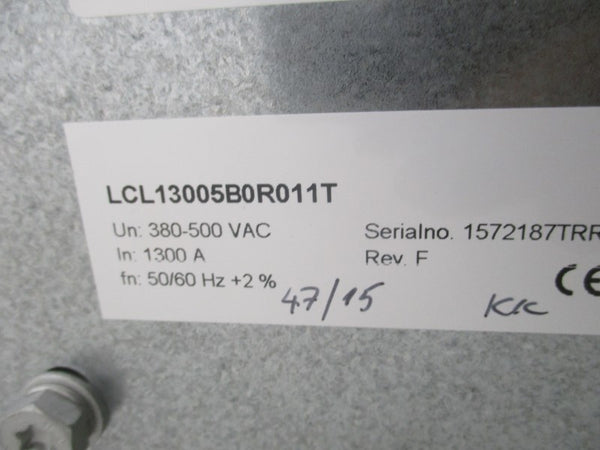 LCL13005B0R011T
Un: 380-500 VAC
Serialno. 1572187TRR
In: 1300 A
Rev. F
fn: 50/60 Hz +2 %
CE
47/15
KK